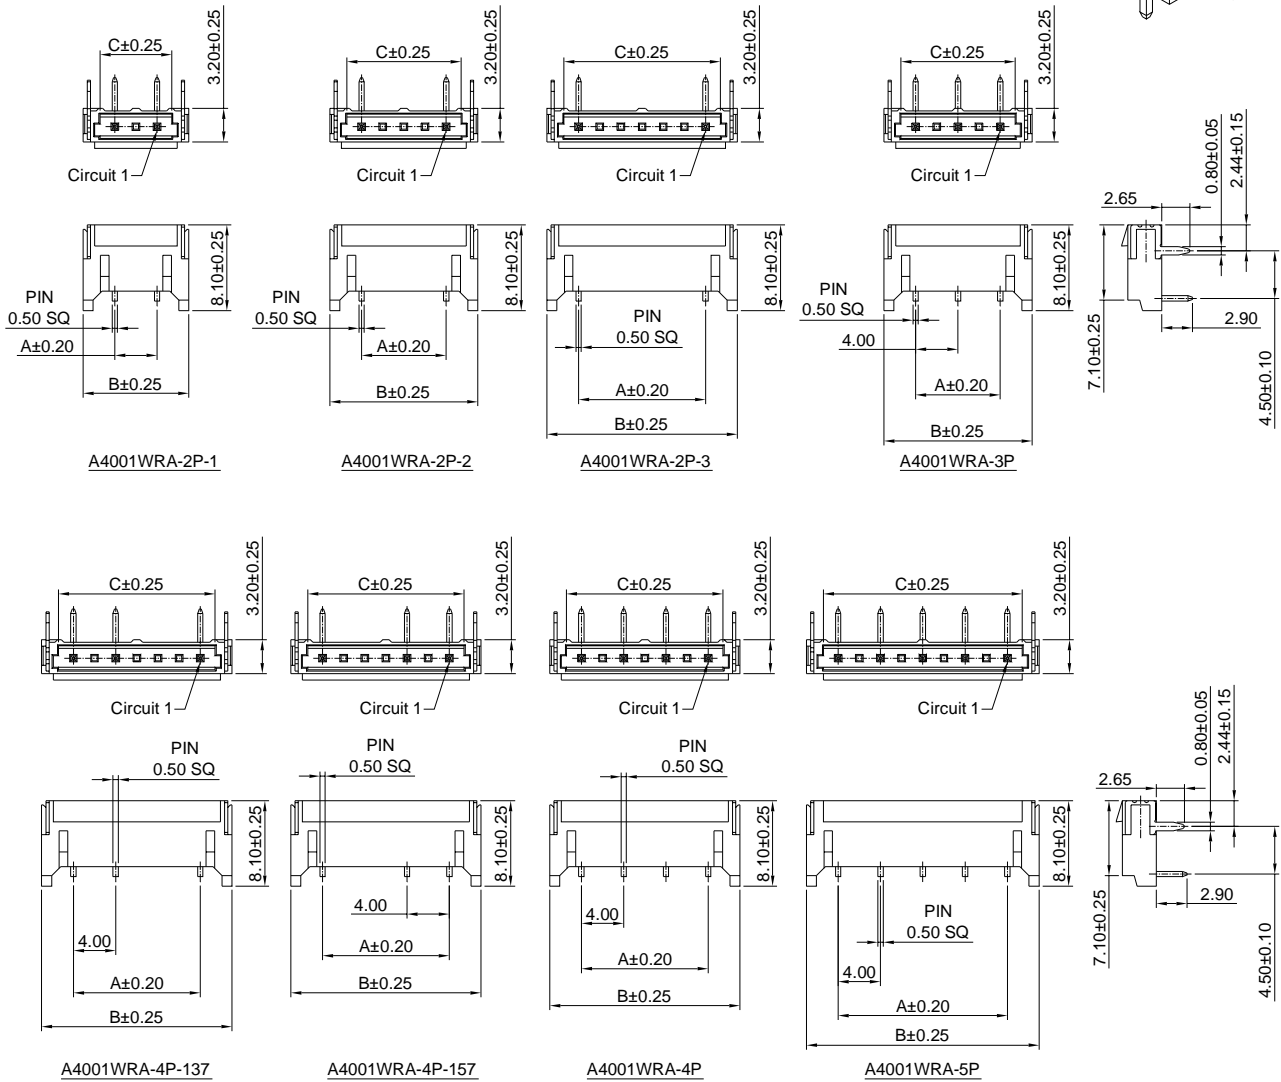 C±0.25
3.20±0.25
Circuit 1
PIN
0.50 SQ
A±0.20
B±0.25
8.10±0.25
A4001WRA-2P-1
C±0.25
3.20±0.25
Circuit 1
PIN
0.50 SQ
A±0.20
B±0.25
8.10±0.25
A4001WRA-2P-2
C±0.25
3.20±0.25
Circuit 1
PIN
0.50 SQ
A±0.20
B±0.25
8.10±0.25
A4001WRA-2P-3
C±0.25
3.20±0.25
Circuit 1
PIN
0.50 SQ
4.00
A±0.20
B±0.25
8.10±0.25
A4001WRA-3P
2.65
0.80±0.05
2.44±0.15
7.10±0.25
2.90
4.50±0.10
C±0.25
3.20±0.25
Circuit 1
PIN
0.50 SQ
8.10±0.25
4.00
A±0.20
B±0.25
A4001WRA-4P-137
C±0.25
3.20±0.25
Circuit 1
PIN
0.50 SQ
8.10±0.25
4.00
A±0.20
B±0.25
A4001WRA-4P-157
C±0.25
3.20±0.25
Circuit 1
PIN
0.50 SQ
8.10±0.25
4.00
A±0.20
B±0.25
A4001WRA-4P
C±0.25
3.20±0.25
Circuit 1
8.10±0.25
PIN
0.50 SQ
4.00
A±0.20
B±0.25
A4001WRA-5P
2.65
0.80±0.05
2.44±0.15
7.10±0.25
2.90
4.50±0.10